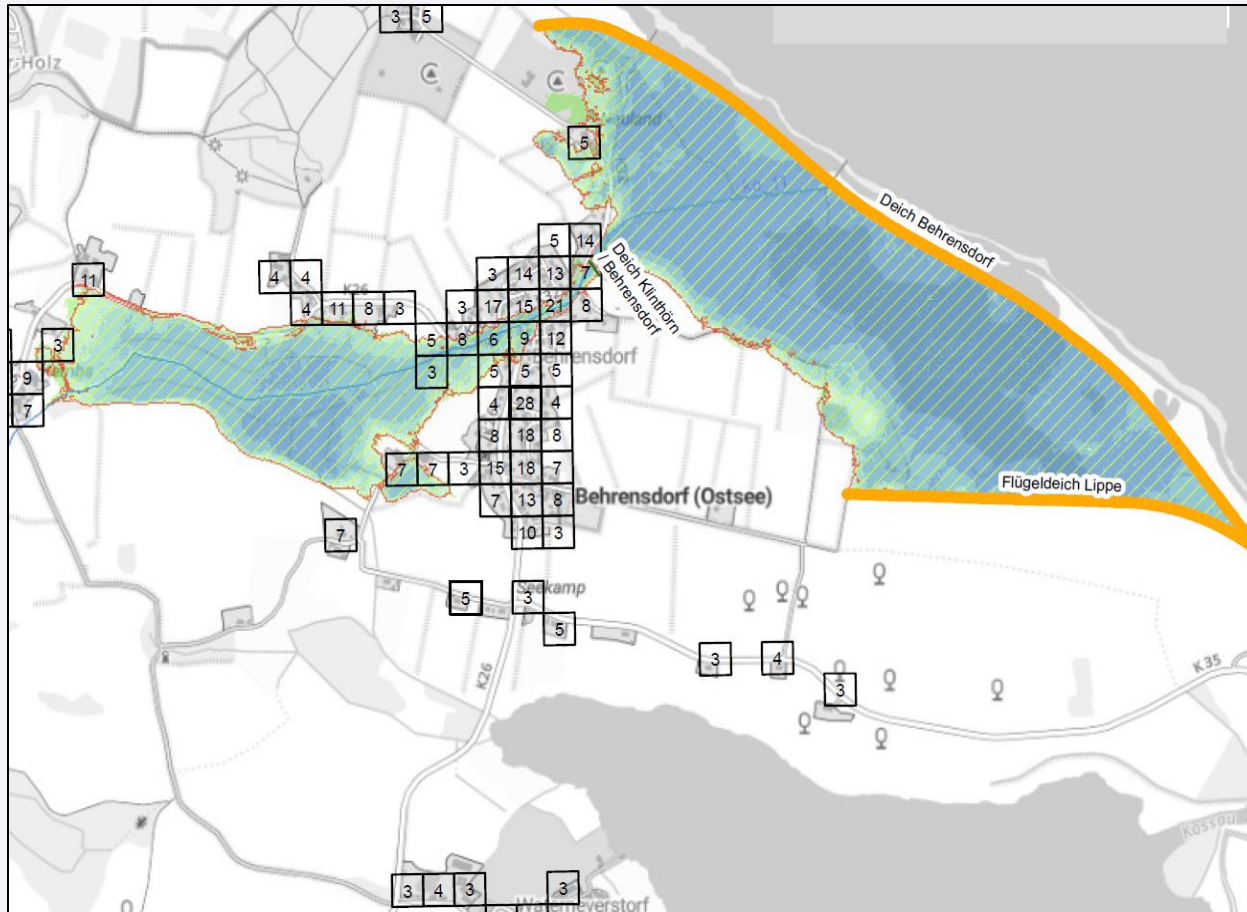 3 5
r-Holz
5
5 14
11
4 4
3 14 13 7
Deich Klinthörn
/ Behrensdorf
Deich Behrensdorf
K26
4 11 8 3
3 17 15 21 8
3
5 8 6 9 12
Behrensdorf
9
3
5 5 5
7
4 28 4
8 18 8
7 7 3 15 18 7
Flügeldeich Lippe
7 13 8
Behrensdorf (Ostsee)
10 3
7
5
Seekamp
3
5
3
4
3
K26
K35
Kossau
3 4 3
3
Waterneverstorf